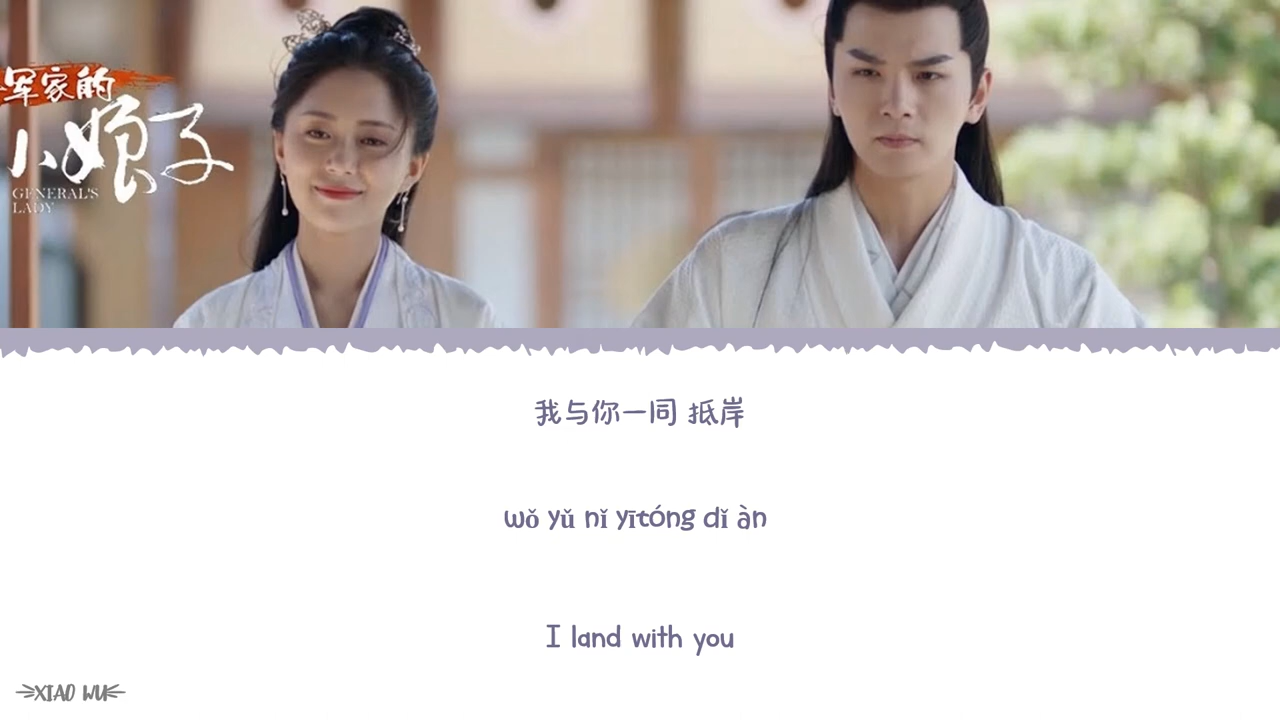 军家的
小娘子
GENERAL'S
LADY
我与你一同 抵岸
wǒ yǔ nǐ yītóng dǐ àn
I land with you
XIAO WU